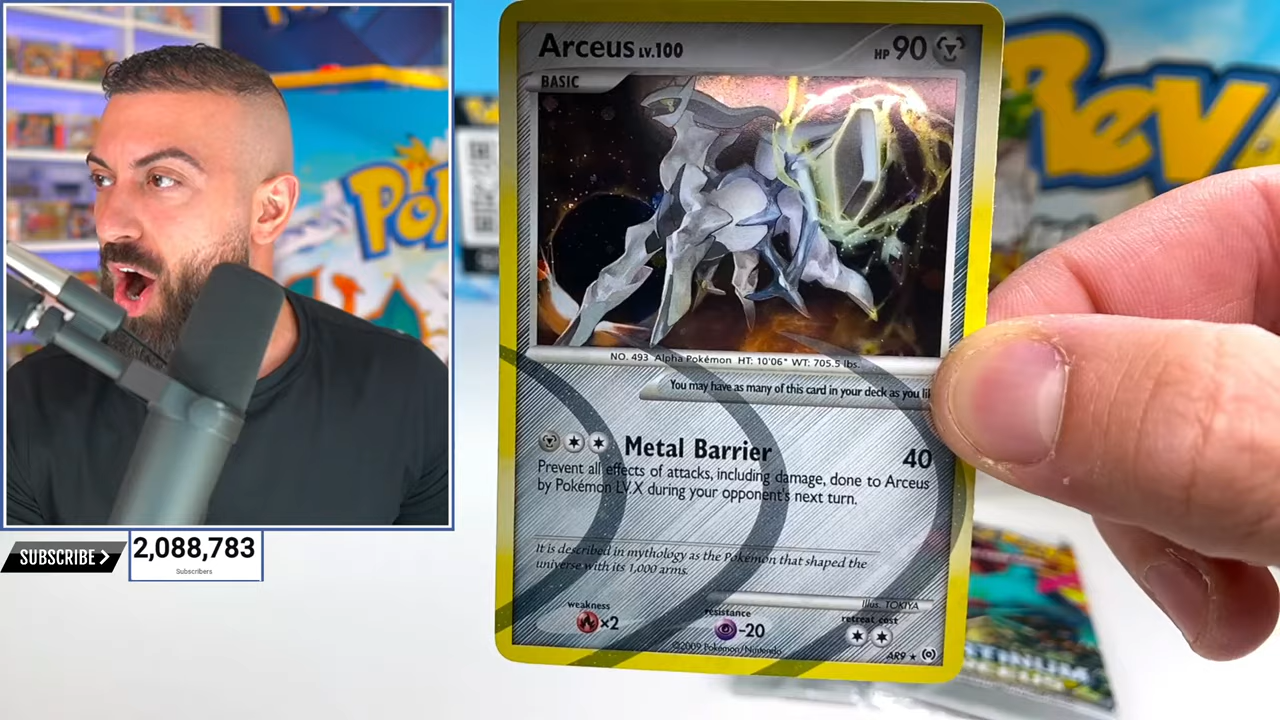 Arceus LV.100
HP 90
BASIC
NO. 493 Alpha Pokémon HT: 10'06" WT: 705.5 lbs.
You may have as many of this card in your deck as you li
Metal Barrier 40
Prevent all effects of attacks, including damage, done to Arceus
by Pokémon LV.X during your opponent's next turn.
It is described in mythology as the Pokémon that shaped the
universe with its 1,000 arms.
Illus. TOKIYA
weakness
×2
resistance
-20
retreat cost
©2009 Pokémon/Nintendo
AR9
SUBSCRIBE
2,088,783
Subscribers